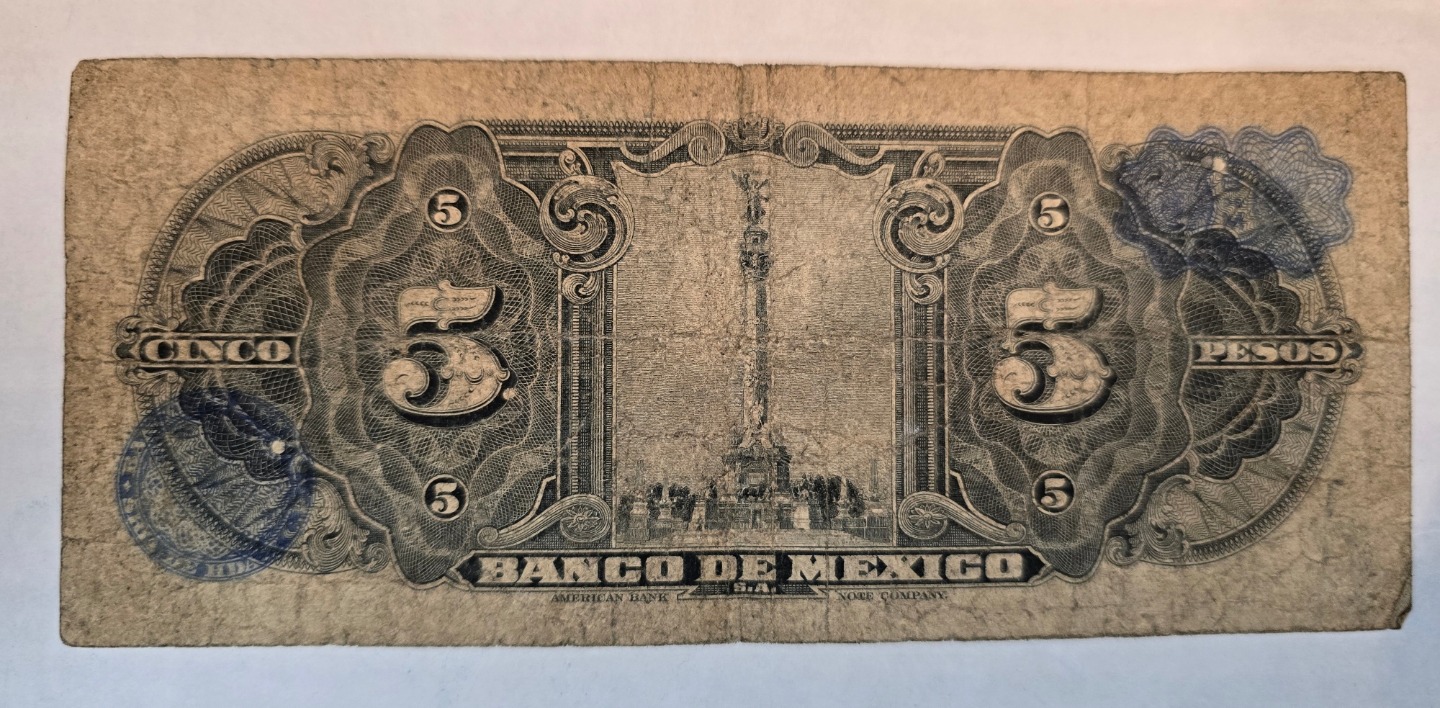 5 5
CINCO 5 5 PESOS
5 5
BANCO DE MEXICO
S.A.
AMERICAN BANK NOTE COMPANY.